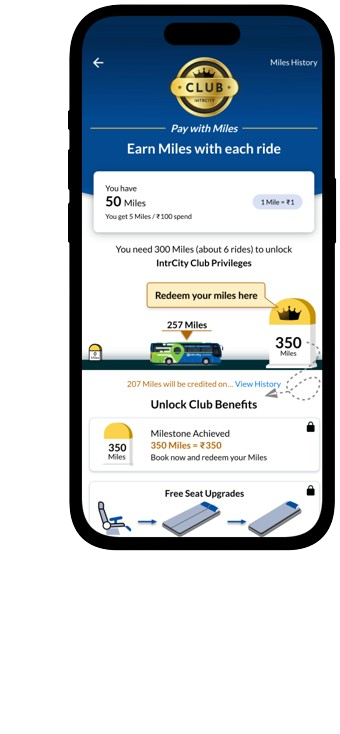 Miles History
CLUB
INTRCITY
Pay with Miles
Earn Miles with each ride
You have
50 Miles
1 Mile = ₹1
You get 5 Miles / ₹100 spend
You need 300 Miles (about 6 rides) to unlock
IntrCity Club Privileges
Redeem your miles here
257 Miles
350
Miles
0
Miles
207 Miles will be credited on... View History
Unlock Club Benefits
350
Miles
Milestone Achieved
350 Miles = ₹350
Book now and redeem your Miles
Free Seat Upgrades